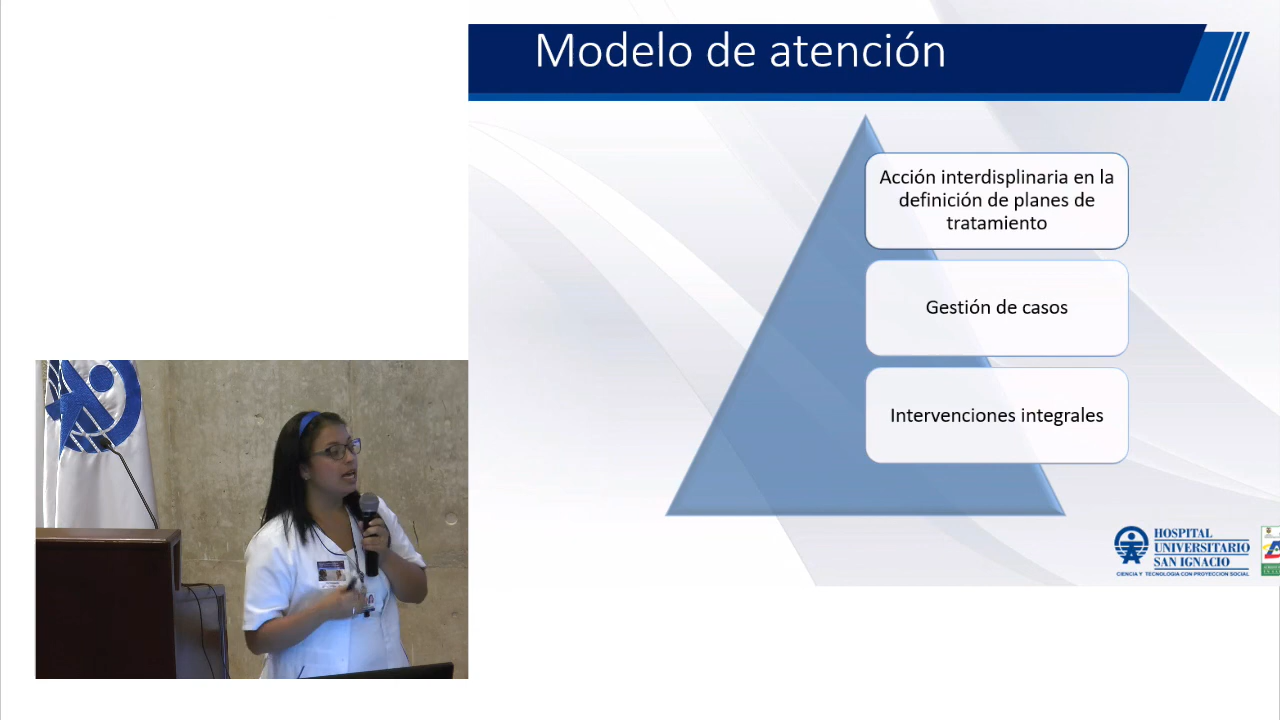 Modelo de atención
Acción interdisplinaria en la
definición de planes de
tratamiento
Gestión de casos
Intervenciones integrales
HOSPITAL
UNIVERSITARIO
SAN IGNACIO
CIENCIA Y TECNOLOGIA CON PROYECCION SOCIAL